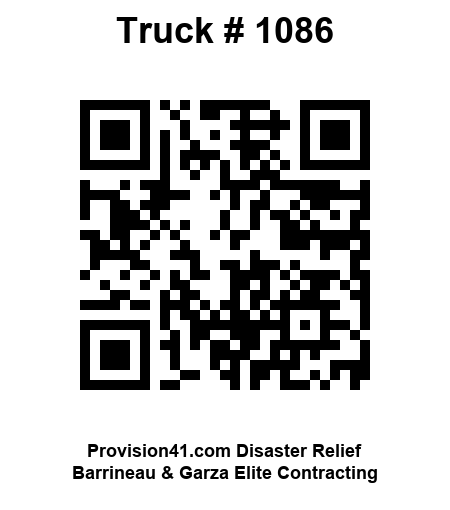 Truck # 1086
Provision41.com Disaster Relief
Barrineau & Garza Elite Contracting